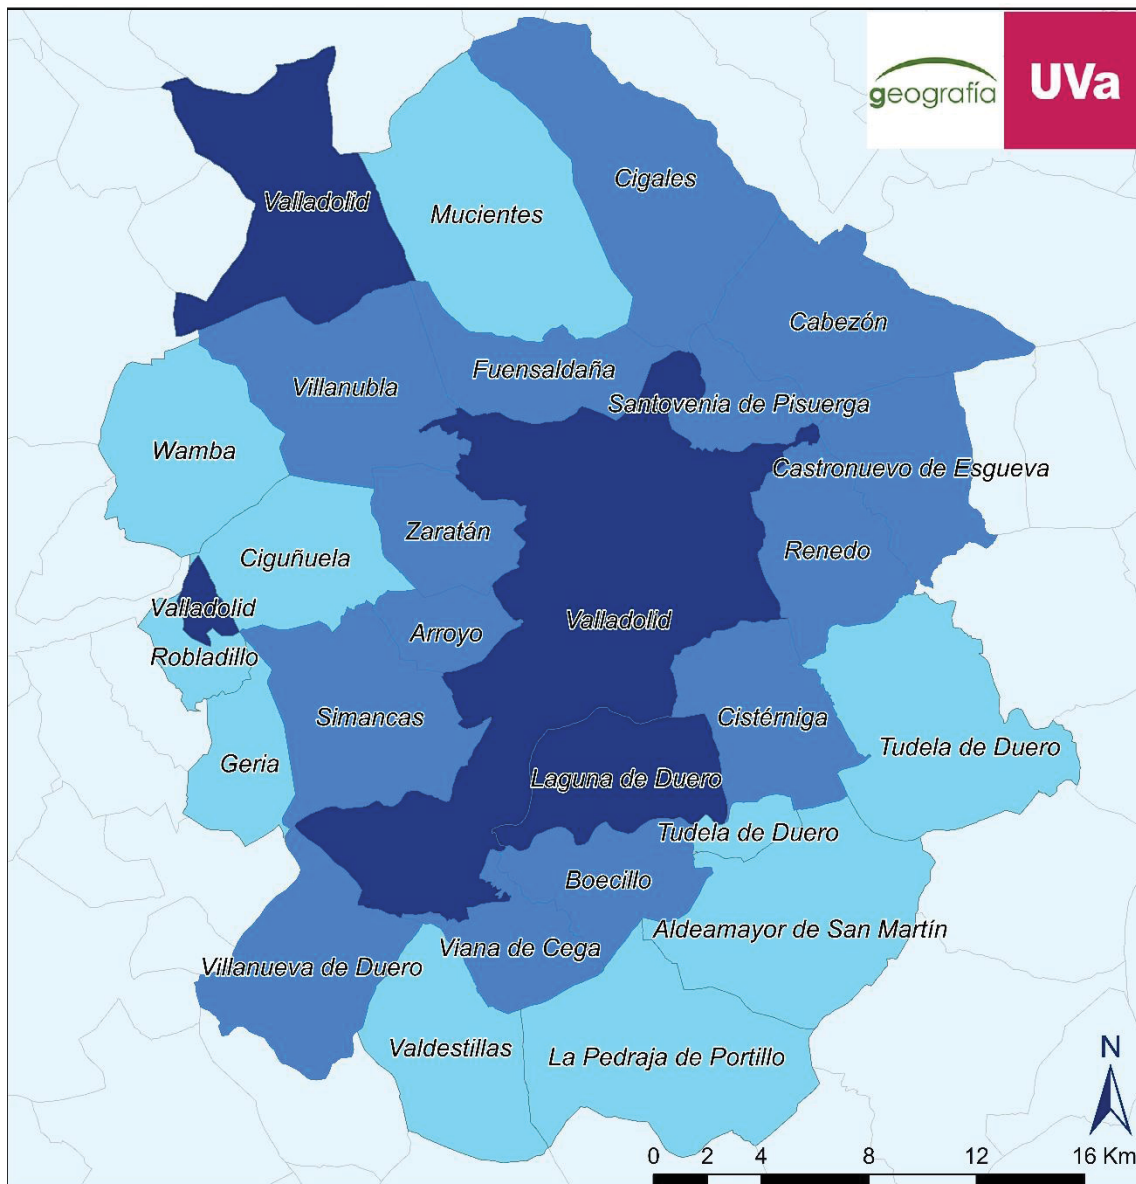 geografía
UVa
Cigales
Valladolid
Mucientes
Cabezón
Fuensaldaña
Villanubla
Santovenia de Pisuerga
Wamba
Castronuevo de Esgueva
Zaratán
Renedo
Ciguñuela
Valladolid
Valladolid
Arroyo
Robladillo
Simancas
Cistérniga
Tudela de Duero
Geria
Laguna de Duero
Tudela de Duero
Boecillo
Aldeamayor de San Martín
Viana de Cega
Villanueva de Duero
Valdestillas
La Pedraja de Portillo
N
0 2 4 8 12 16 Km